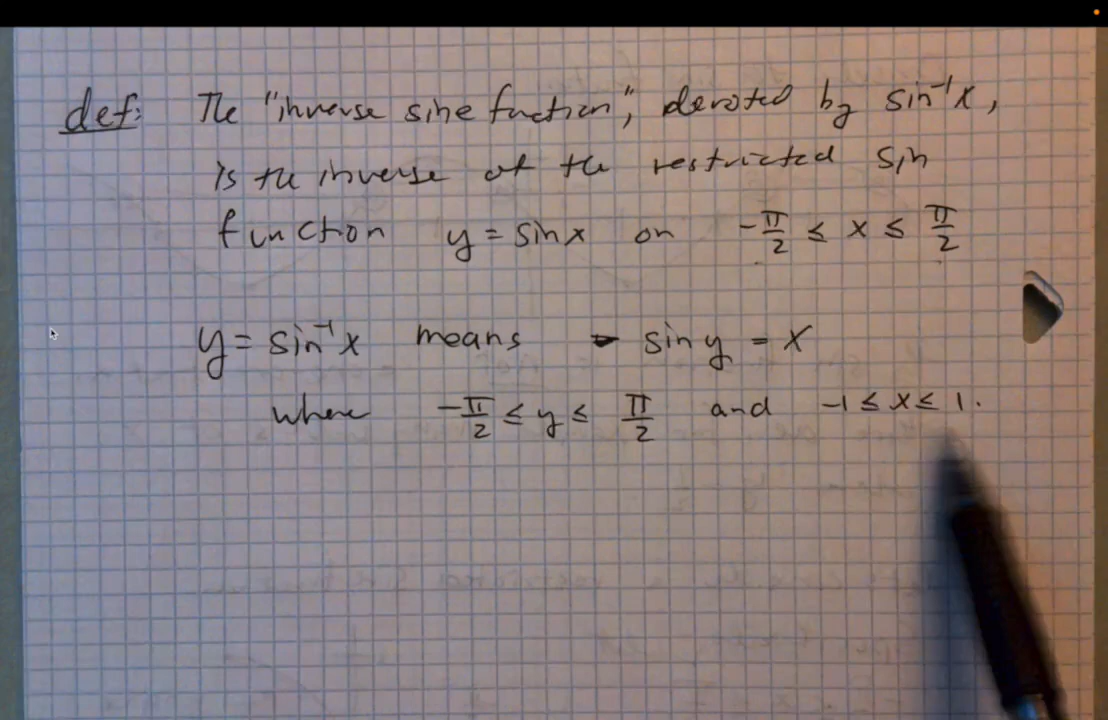 def: The "inverse sine function", denoted by sin⁻¹x,
is the inverse of the restricted sin
function y = sin x on -π/2 ≤ x ≤ π/2
y = sin⁻¹x means - sin y = x
where -π/2 ≤ y ≤ π/2 and -1 ≤ x ≤ 1.